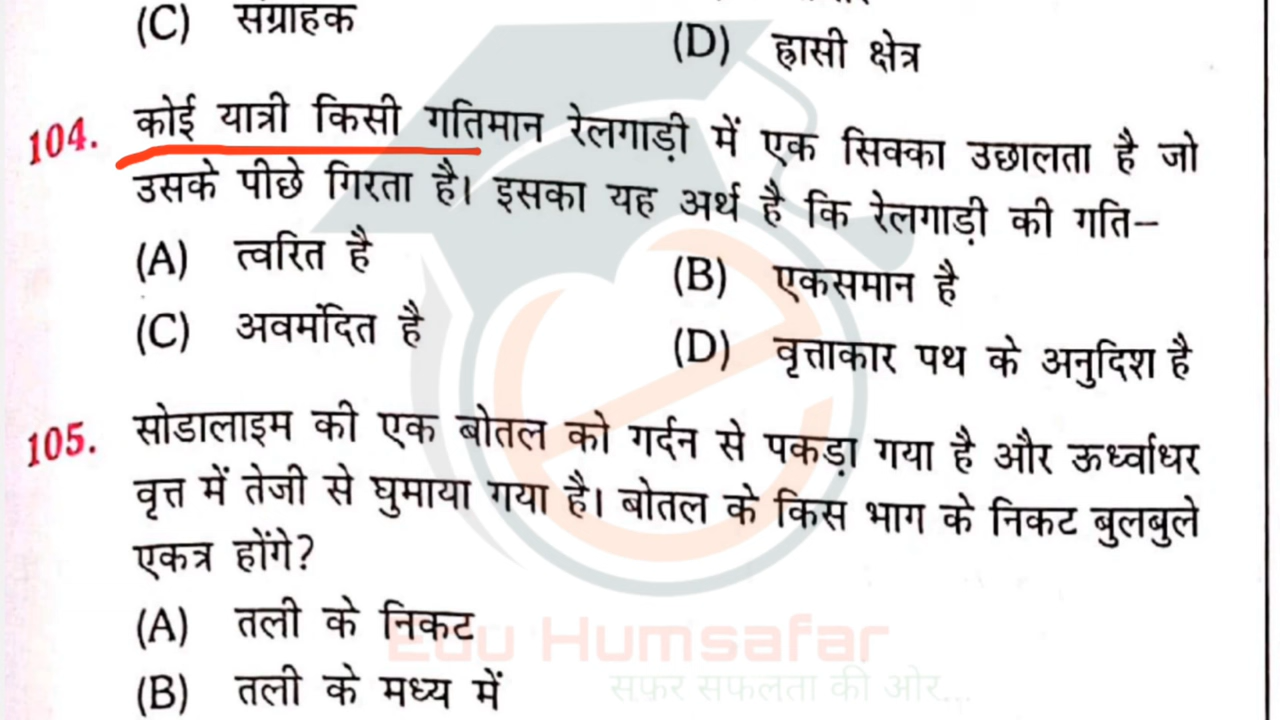 (C) संग्राहक
(D) ह्रासी क्षेत्र
104. कोई यात्री किसी गतिमान रेलगाड़ी में एक सिक्का उछालता है जो
उसके पीछे गिरता है। इसका यह अर्थ है कि रेलगाड़ी की गति–
(A) त्वरित है
(B) एकसमान है
(C) अवमंदित है
(D) वृत्ताकार पथ के अनुदिश है
105. सोडालाइम की एक बोतल को गर्दन से पकड़ा गया है और ऊर्ध्वाधर
वृत्त में तेजी से घुमाया गया है। बोतल के किस भाग के निकट बुलबुले
एकत्र होंगे?
(A) तली के निकट
(B) तली के मध्य में
Edu Humsafar
सफ़र सफलता की ओर...